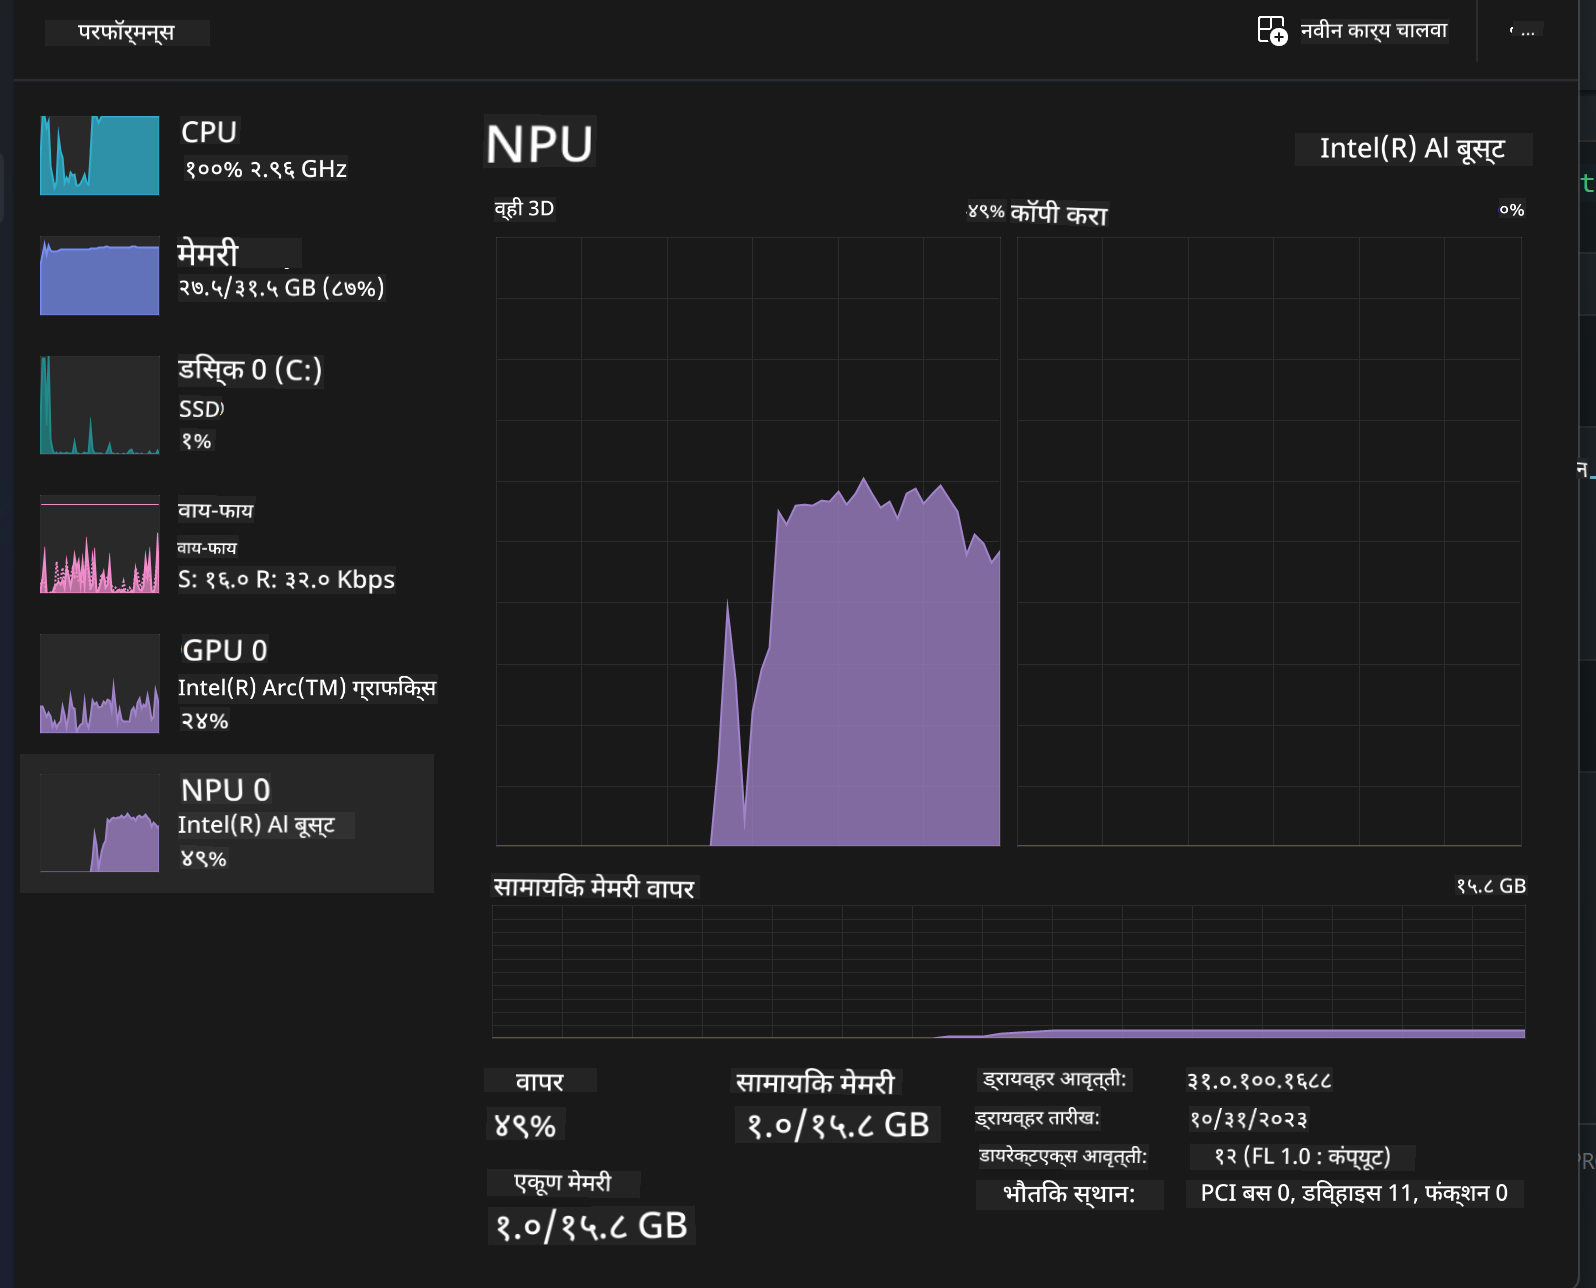 परफॉर्मन्स
नवीन कार्य चालवा
...
CPU
१००% २.९६ GHz
मेमरी
२७.५/३१.५ GB (८७%)
डिस्क 0 (C:)
SSD
१%
वाय-फाय
वाय-फाय
S: १६.० R: ३२.० Kbps
GPU 0
Intel(R) Arc(TM) ग्राफिक्स
२४%
NPU 0
Intel(R) AI बूस्ट
४९%
NPU
Intel(R) AI बूस्ट
व्ही 3D
४९%
कॉपी करा
०%
सामायिक मेमरी वापर
१५.८ GB
वापर
४९%
सामायिक मेमरी
१.०/१५.८ GB
एकूण मेमरी
१.०/१५.८ GB
ड्रायव्हर आवृत्ती: ३१.०.१००.१६८८
ड्रायव्हर तारीख: १०/३१/२०२३
डायरेक्टएक्स आवृत्ती: १२ (FL 1.0 : कंप्यूट)
भौतिक स्थान: PCI बस 0, डिव्हाइस 11, फंक्शन 0